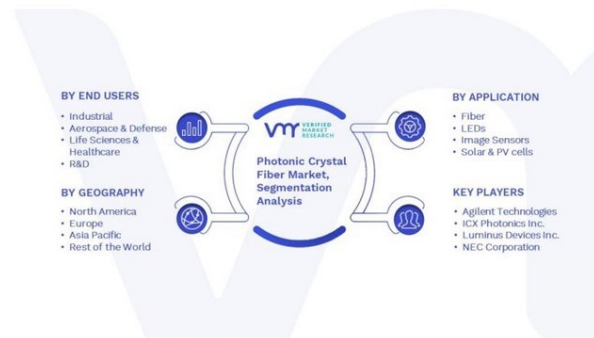 BY END USERS
• Industrial
• Aerospace & Defense
• Life Sciences &
Healthcare
• R&D
BY GEOGRAPHY
• North America
• Europe
• Asia Pacific
• Rest of the World
vmr VERIFIED
MARKET
RESEARCH
Photonic Crystal
Fiber Market,
Segmentation
Analysis
BY APPLICATION
• Fiber
• LEDs
• Image Sensors
• Solar & PV cells
KEY PLAYERS
• Agilent Technologies
• ICX Photonics Inc.
• Luminus Devices Inc.
• NEC Corporation